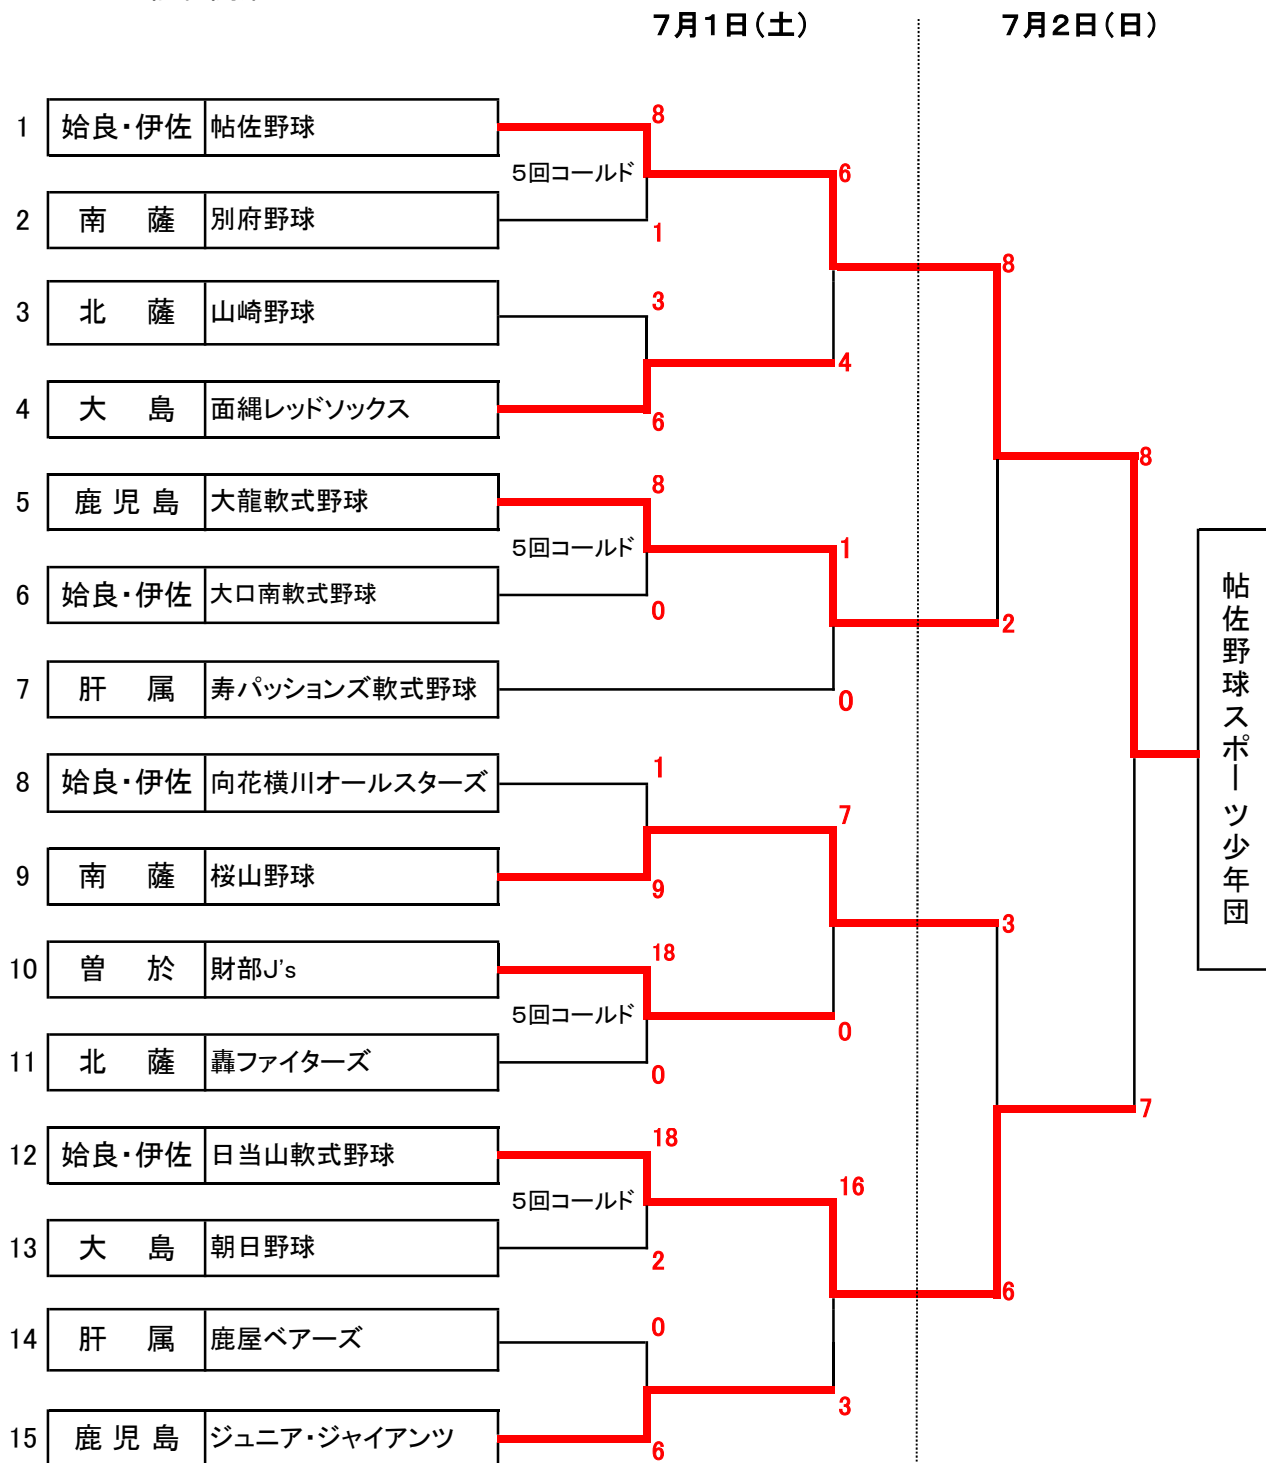 7月1日(土) 7月2日(日)
8
1 姶良・伊佐 帖佐野球
5回コールド 6
2 南 薩 別府野球
1
8
3
3 北 薩 山崎野球
4
4 大 島 面縄レッドソックス
6
8
8
5 鹿児島 大龍軟式野球
5回コールド 1
6 姶良・伊佐 大口南軟式野球
0
2
7 肝 属 寿パッションズ軟式野球
0
帖佐野球スポーツ少年団
1
8 姶良・伊佐 向花横川オールスターズ
7
9 南 薩 桜山野球
9
3
18
10 曽 於 財部J's
5回コールド
0
11 北 薩 轟ファイターズ
0
7
18
12 姶良・伊佐 日当山軟式野球
5回コールド 16
13 大 島 朝日野球
2
6
0
14 肝 属 鹿屋ベアーズ
3
15 鹿児島 ジュニア・ジャイアンツ
6